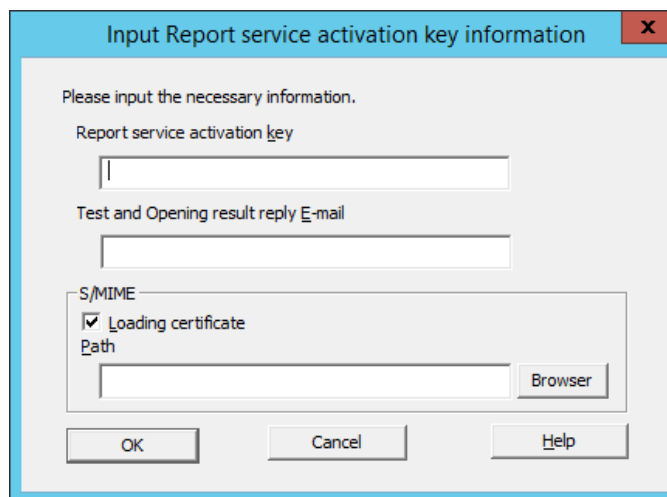 Input Report service activation key information
x
Please input the necessary information.
Report service activation key
Test and Opening result reply E-mail
S/MIME
Loading certificate
Path
Browser
OK Cancel Help